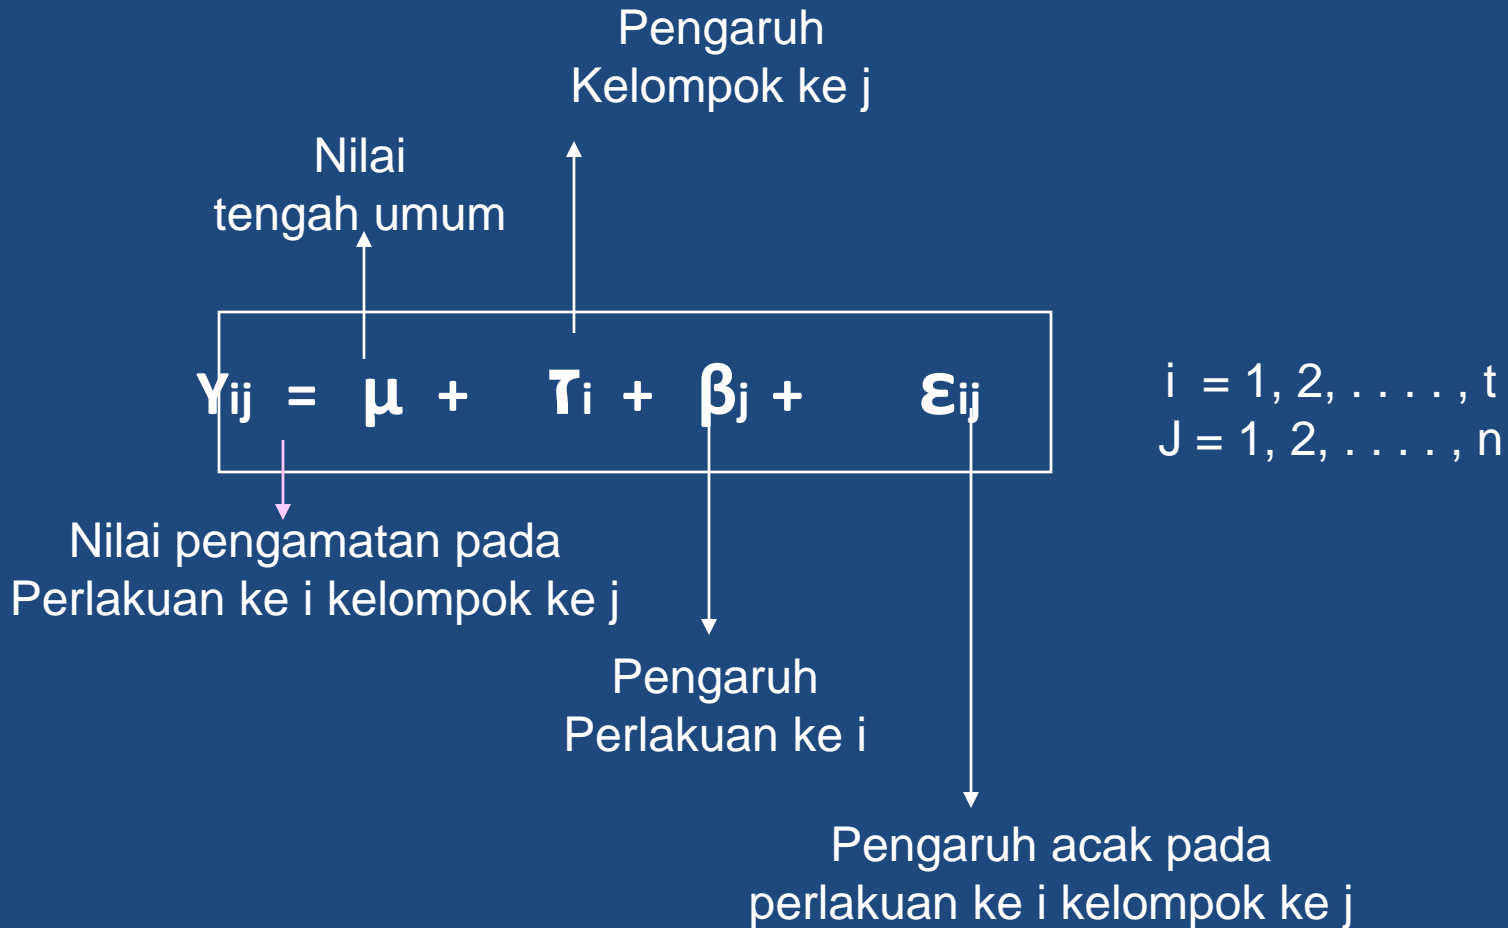 Pengaruh
Kelompok ke j
Nilai
tengah umum
Yij = μ + τi + βj + εij
i = 1, 2, . . . . , t
J = 1, 2, . . . . , n
Nilai pengamatan pada
Perlakuan ke i kelompok ke j
Pengaruh
Perlakuan ke i
Pengaruh acak pada
perlakuan ke i kelompok ke j